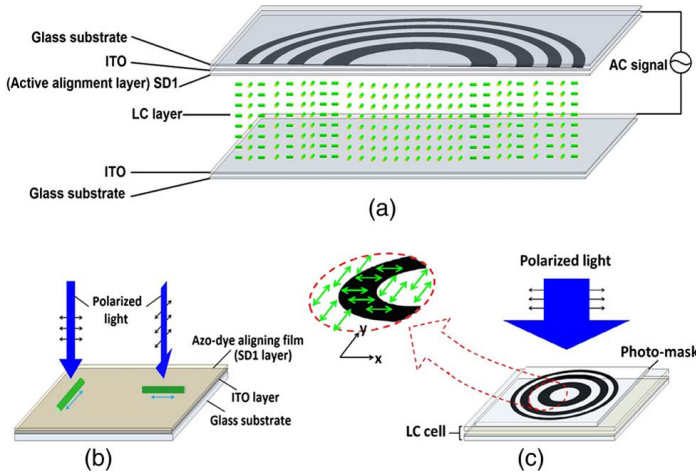 Glass substrate
ITO
(Active alignment layer) SD1
LC layer
AC signal
ITO
Glass substrate
(a)
Polarized
light
Azo-dye aligning film
(SD1 layer)
ITO layer
Glass substrate
(b)
y
x
Polarized light
Photo-mask
LC cell
(c)